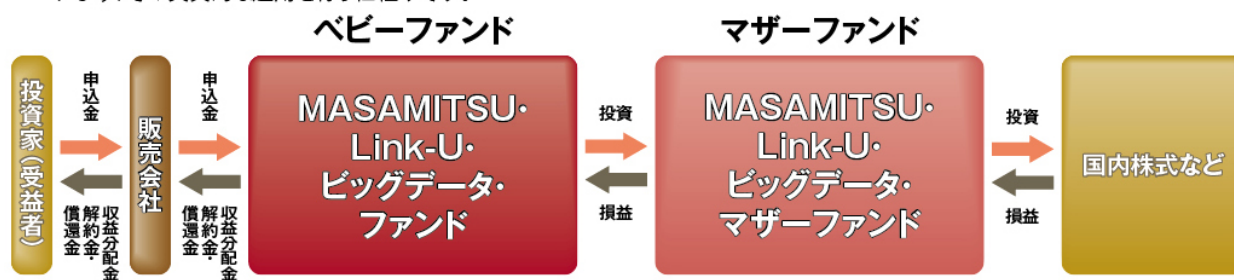 ベビーファンド
マザーファンド
投資家(受益者)
申込金
収益分配金
解約金・
償還金
販売会社
申込金
収益分配金
解約金・
償還金
MASAMITSU・
Link-U・
ビッグデータ・
ファンド
投資
損益
MASAMITSU・
Link-U・
ビッグデータ・
マザーファンド
投資
損益
国内株式など